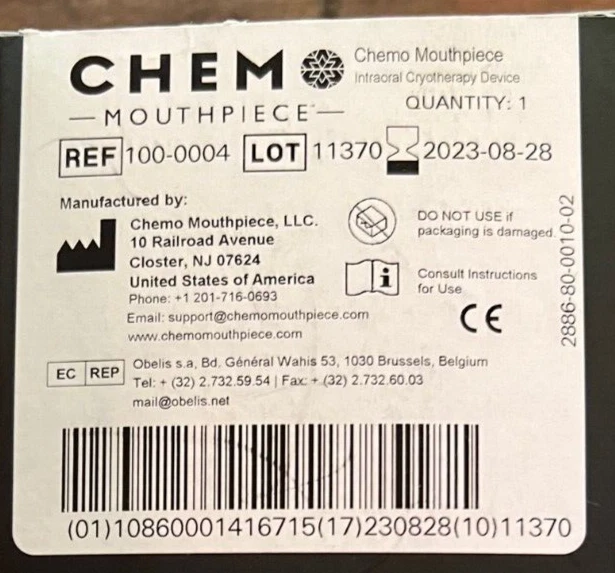 CHEMO
MOUTHPIECE
Chemo Mouthpiece
Intraoral Cryotherapy Device
QUANTITY: 1
REF 100-0004 LOT 11370 2023-08-28
Manufactured by:
Chemo Mouthpiece, LLC.
10 Railroad Avenue
Closter, NJ 07624
United States of America
Phone: +1 201-716-0693
Email: support@chemomouthpiece.com
www.chemomouthpiece.com
DO NOT USE if
packaging is damaged.
i
Consult Instructions
for Use
CE
2886-80-0010-02
EC REP
Obelis s.a, Bd. Général Wahis 53, 1030 Brussels, Belgium
Tel: + (32) 2.732.59.54 | Fax: + (32) 2.732.60.03
mail@obelis.net
(01)10860001416715(17)230828(10)11370